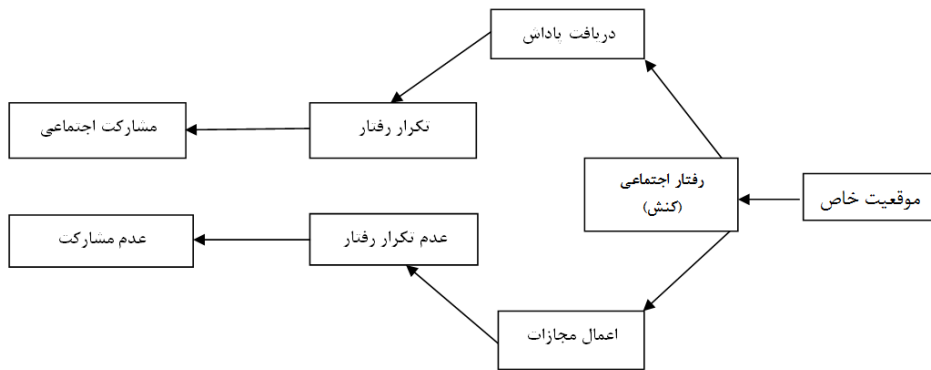 دریافت پاداش
تکرار رفتار
مشارکت اجتماعی
رفتار اجتماعی
(کنش)
موقعیت خاص
عدم تکرار رفتار
عدم مشارکت
اعمال مجازات